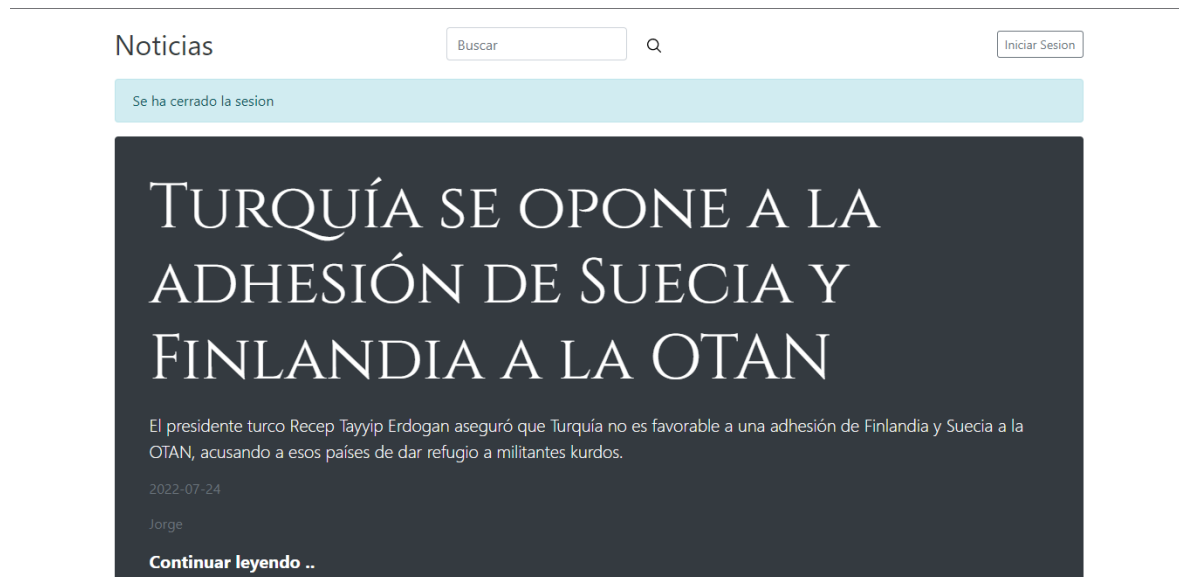 Noticias
Buscar
Iniciar Sesion
Se ha cerrado la sesion
Turquía se opone a la
adhesión de Suecia y
Finlandia a la OTAN
El presidente turco Recep Tayyip Erdogan aseguró que Turquía no es favorable a una adhesión de Finlandia y Suecia a la
OTAN, acusando a esos países de dar refugio a militantes kurdos.
2022-07-24
Jorge
Continuar leyendo ..